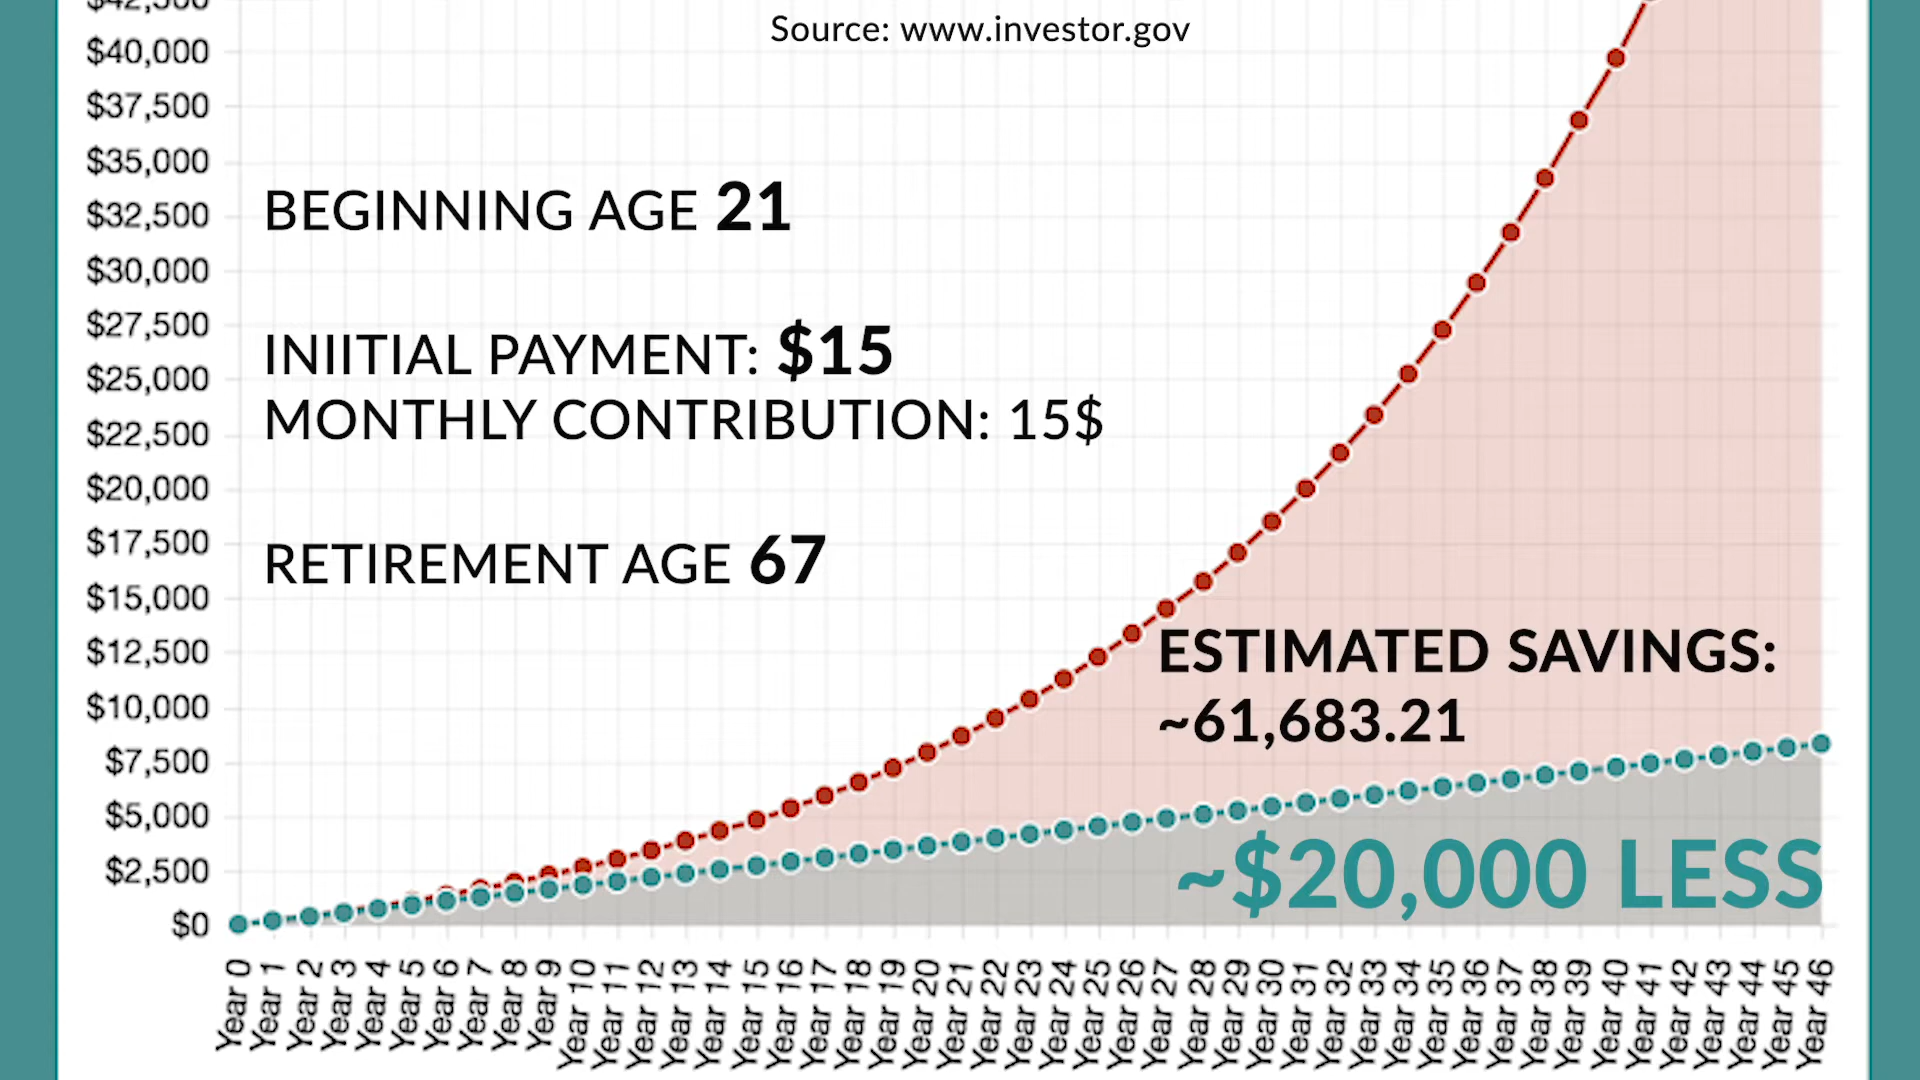 $42,500
Source: www.investor.gov
$40,000
$37,500
$35,000
$32,500
BEGINNING AGE 21
$30,000
$27,500
INIITIAL PAYMENT: $15
$25,000
MONTHLY CONTRIBUTION: 15$
$22,500
$20,000
$17,500
RETIREMENT AGE 67
$15,000
$12,500
ESTIMATED SAVINGS:
~61,683.21
$10,000
$7,500
$5,000
~$20,000 LESS
$2,500
$0
Year 0
Year 1
Year 2
Year 3
Year 4
Year 5
Year 6
Year 7
Year 8
Year 9
Year 10
Year 11
Year 12
Year 13
Year 14
Year 15
Year 16
Year 17
Year 18
Year 19
Year 20
Year 21
Year 22
Year 23
Year 24
Year 25
Year 26
Year 27
Year 28
Year 29
Year 30
Year 31
Year 32
Year 33
Year 34
Year 35
Year 36
Year 37
Year 38
Year 39
Year 40
Year 41
Year 42
Year 43
Year 44
Year 45
Year 46